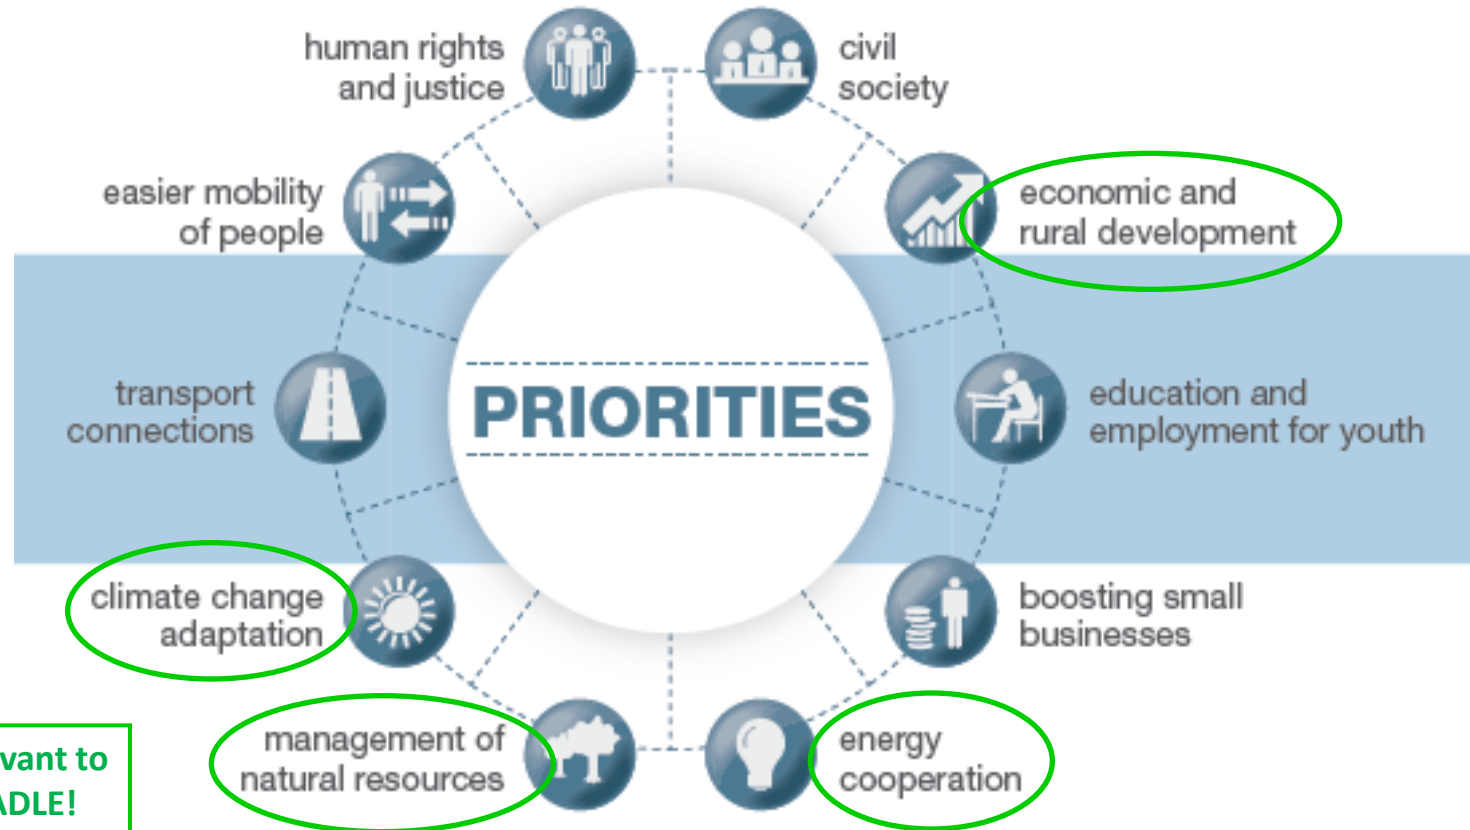 human rights
and justice
civil
society
easier mobility
of people
economic and
rural development
transport
connections
PRIORITIES
education and
employment for youth
climate change
adaptation
boosting small
businesses
management of
natural resources
energy
cooperation
to